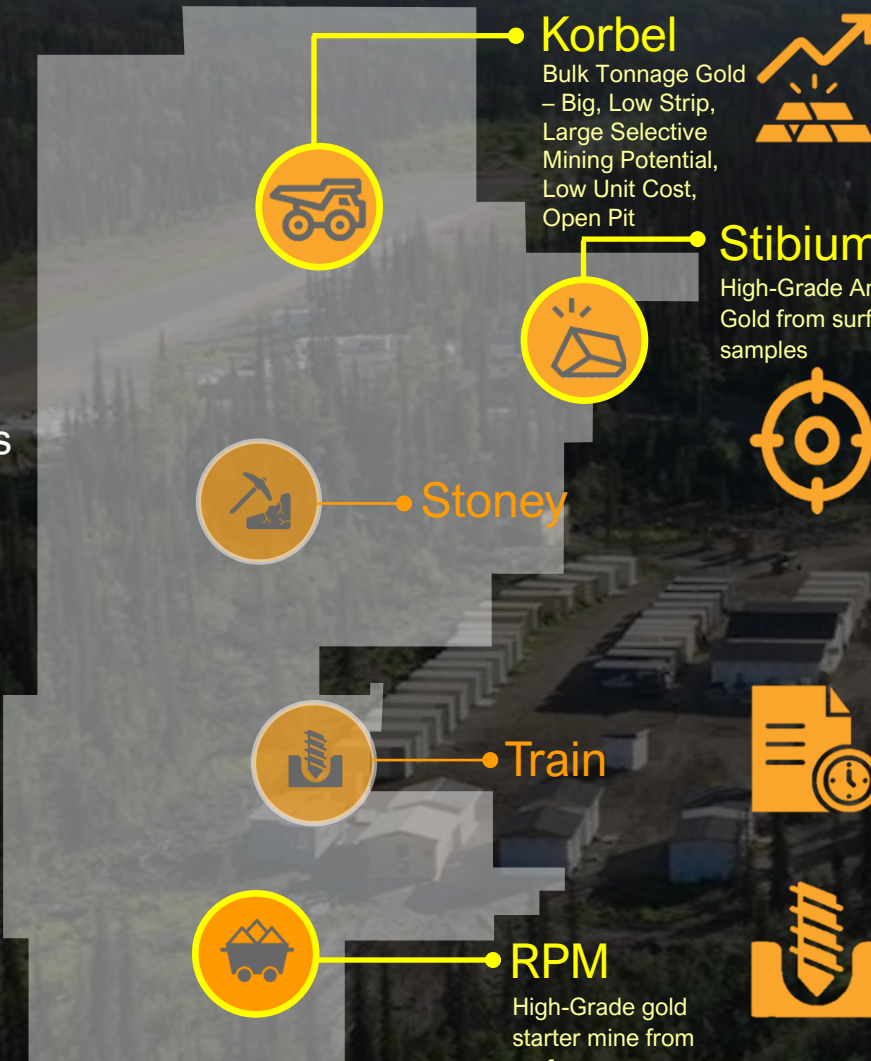 Korbel
Bulk Tonnage Gold
– Big, Low Strip,
Large Selective
Mining Potential,
Low Unit Cost,
Open Pit
Stibium
High-Grade
Gold from
samples
Stoney
Train
RPM
High-Grade gold
starter mine from